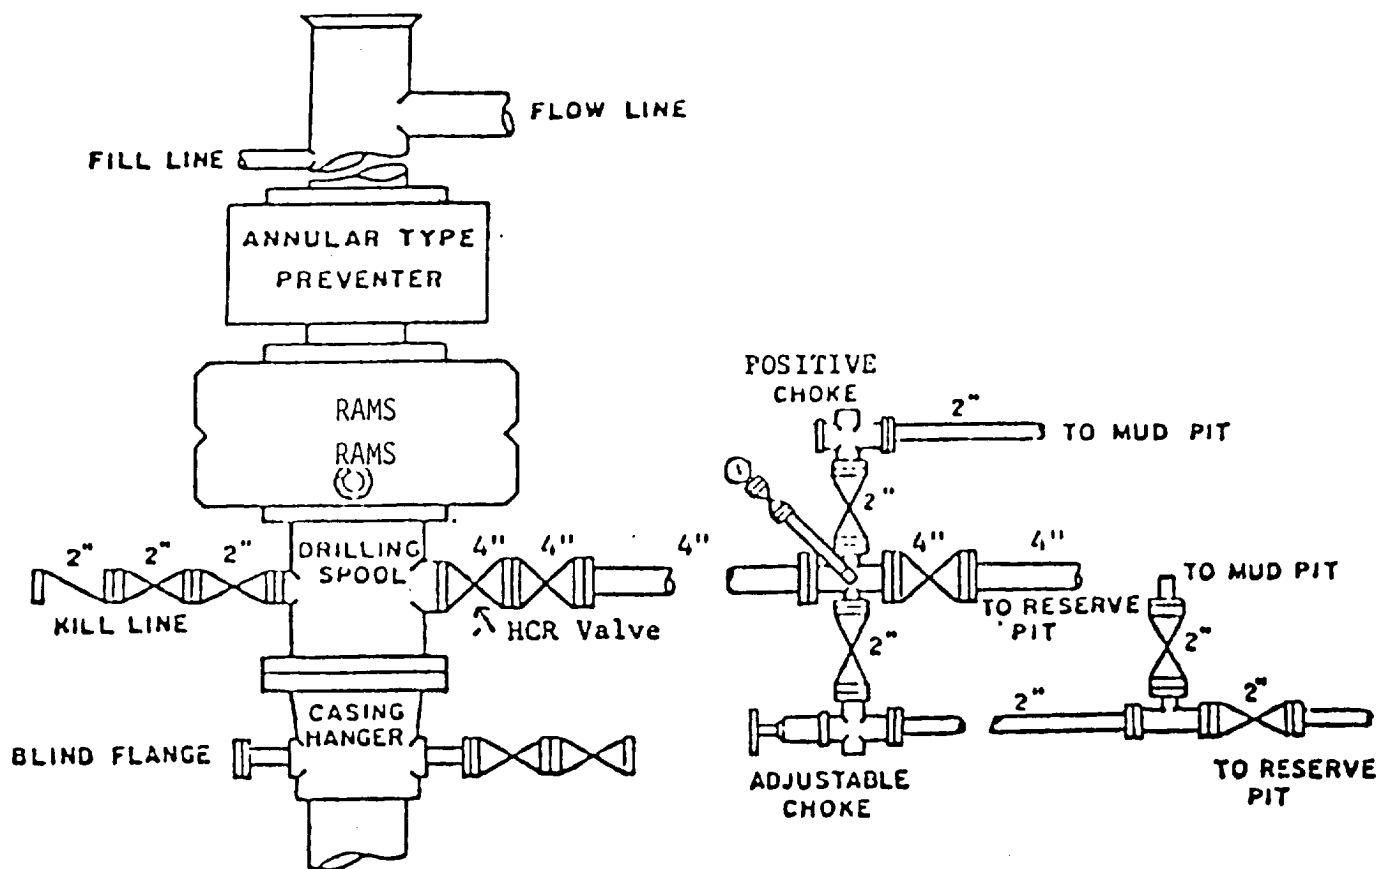 FLOW LINE
FILL LINE
ANNULAR TYPE
PREVENTER
RAMS
RAMS
DRILLING
SPOOL
2" 2" 2"
4" 4" 4"
KILL LINE
HCR Valve
CASING
HANGER
BLIND FLANGE
POSITIVE
CHOKE
2"
TO MUD PIT
2"
4" 4"
TO RESERVE
PIT
2"
ADJUSTABLE
CHOKE
TO MUD PIT
2"
2" 2"
TO RESERVE
PIT